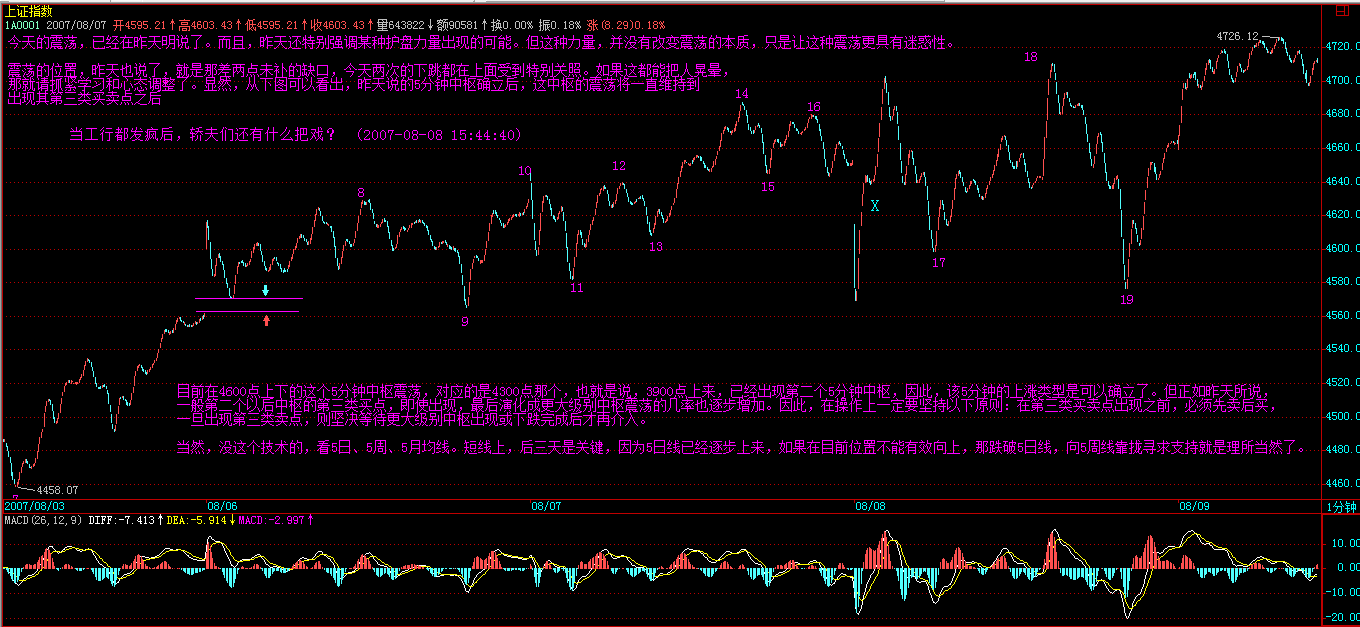 上证指数
1A0001 2007/08/07 开4595.21↑高4603.43↑低4595.21↑收4603.43↑量643822↓额90581↑换0.00% 振0.18% 涨(8.29)0.18%
今天的震荡，已经在昨天明说了。而且，昨天还特别强调某种护盘力量出现的可能。但这种力量，并没有改变震荡的本质，只是让这种震荡更具有迷惑性。
震荡的位置，昨天也说了，就是那差两点未补的缺口，今天两次的下跳都在上面受到特别关照。如果这都能把人晃晕，
那就请抓紧学习和心态调整了。显然，从下图可以看出，昨天说的5分钟中枢确立后，这中枢的震荡将一直维持到
出现其第三类买卖点之后
当工行都发疯后，轿夫们还有什么把戏？ (2007-08-08 15:44:40)
4726.12
18
14
16
10
12
8
15
X
13
17
11
19
9
4720.0
4700.0
4680.0
4660.0
4640.0
4620.0
4600.0
4580.0
4560.0
4540.0
4520.0
4500.0
4480.0
4460.0
目前在4600点上下的这个5分钟中枢震荡，对应的是4300点那个，也就是说，3900点上来，已经出现第二个5分钟中枢，因此，该5分钟的上涨类型是可以确立了。但正如昨天所说，
一般第二个以后中枢的第三类买点，即使出现，最后演化成更大级别中枢震荡的几率也逐步增加。因此，在操作上一定要坚持以下原则：在第三类买卖点出现之前，必须先卖后买，
一旦出现第三类卖点，则坚决等待更大级别中枢出现或下跌完成后才再介入。
当然，没这个技术的，看5日、5周、5月均线。短线上，后三天是关键，因为5日线已经逐步上来，如果在目前位置不能有效向上，那跌破5日线，向5周线靠拢寻求支持就是理所当然了。
4458.07
7
2007/08/03 08/06 08/07 08/08 08/09 1分钟
MACD(26,12,9) DIFF:-7.413↑DEA:-5.914↓MACD:-2.997↑
10.00
0.00
-10.00
-20.00